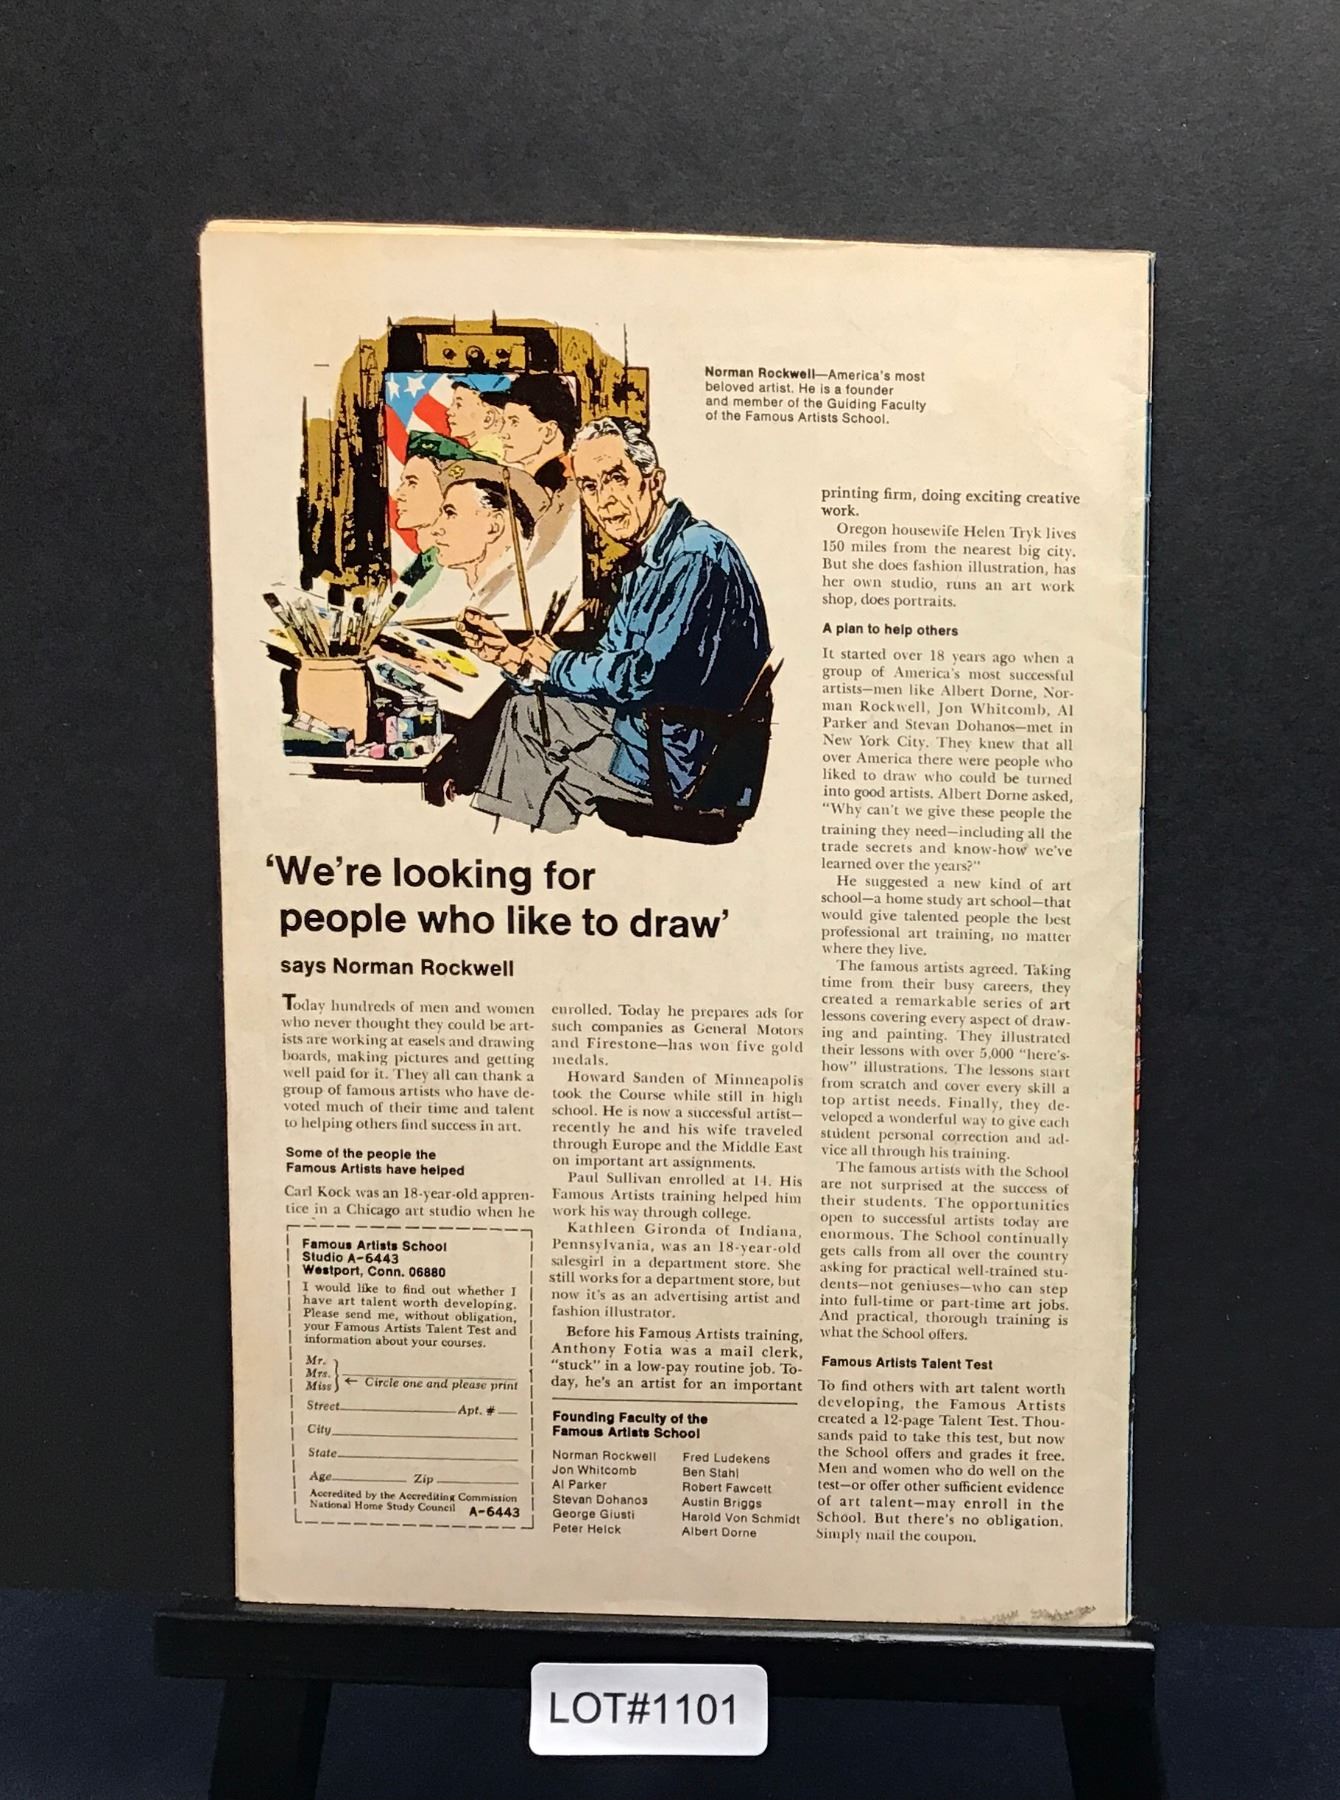 Norman Rockwell—America's most
beloved artist. He is a founder
and member of the Guiding Faculty
of the Famous Artists School.
'We're looking for
people who like to draw'
says Norman Rockwell
Today hundreds of men and women
who never thought they could be art-
ists are working at easels and drawing
boards, making pictures and getting
well paid for it. They all can thank a
group of famous artists who have de-
voted much of their time and talent
to helping others find success in art.
Some of the people the
Famous Artists have helped
Carl Kock was an 18-year-old appren-
tice in a Chicago art studio when he
enrolled. Today he prepares ads for
such companies as General Motors
and Firestone—has won five gold
medals.
Howard Sanden of Minneapolis
took the Course while still in high
school. He is now a successful artist—
recently he and his wife traveled
through Europe and the Middle East
on important art assignments.
Paul Sullivan enrolled at 14. His
Famous Artists training helped him
work his way through college.
Kathleen Gironda of Indiana,
Pennsylvania, was an 18-year-old
salesgirl in a department store. She
still works for a department store, but
now it's as an advertising artist and
fashion illustrator.
Before his Famous Artists training,
Anthony Fotia was a mail clerk,
"stuck" in a low-pay routine job. To-
day, he's an artist for an important
printing firm, doing exciting creative
work.
Oregon housewife Helen Tryk lives
150 miles from the nearest big city.
But she does fashion illustration, has
her own studio, runs an art work
shop, does portraits.
A plan to help others
It started over 18 years ago when a
group of America's most successful
artists—men like Albert Dorne, Nor-
man Rockwell, Jon Whitcomb, Al
Parker and Stevan Dohanos—met in
New York City. They knew that all
over America there were people who
liked to draw who could be turned
into good artists. Albert Dorne asked,
"Why can't we give these people the
training they need—including all the
trade secrets and know-how we've
learned over the years?"
He suggested a new kind of art
school—a home study art school—that
would give talented people the best
professional art training, no matter
where they live.
The famous artists agreed. Taking
time from their busy careers, they
created a remarkable series of art
lessons covering every aspect of draw-
ing and painting. They illustrated
their lessons with over 5,000 "here's-
how" illustrations. The lessons start
from scratch and cover every skill a
top artist needs. Finally, they de-
veloped a wonderful way to give each
student personal correction and ad-
vice all through his training.
The famous artists with the School
are not surprised at the success of
their students. The opportunities
open to successful artists today are
enormous. The School continually
gets calls from all over the country
asking for practical well-trained stu-
dents—not geniuses—who can step
into full-time or part-time art jobs.
And practical, thorough training is
what the School offers.
Famous Artists Talent Test
To find others with art talent worth
developing, the Famous Artists
created a 12-page Talent Test. Thou-
sands paid to take this test, but now
the School offers and grades it free.
Men and women who do well on the
test—or offer other sufficient evidence
of art talent—may enroll in the
School. But there's no obligation.
Simply mail the coupon.
Famous Artists School
Studio A-6443
Westport, Conn. 06880
I would like to find out whether I
have art talent worth developing.
Please send me, without obligation,
your Famous Artists Talent Test and
information about your courses.
Mr.
Mrs.
Miss
← Circle one and please print
Street Apt. #
City
State
Age Zip
Accredited by the Accrediting Commission
National Home Study Council A-6443
Founding Faculty of the
Famous Artists School
Norman Rockwell
Jon Whitcomb
Al Parker
Stevan Dohanos
George Giusti
Peter Helck
Fred Ludekens
Ben Stahl
Robert Fawcett
Austin Briggs
Harold Von Schmidt
Albert Dorne
LOT#1101